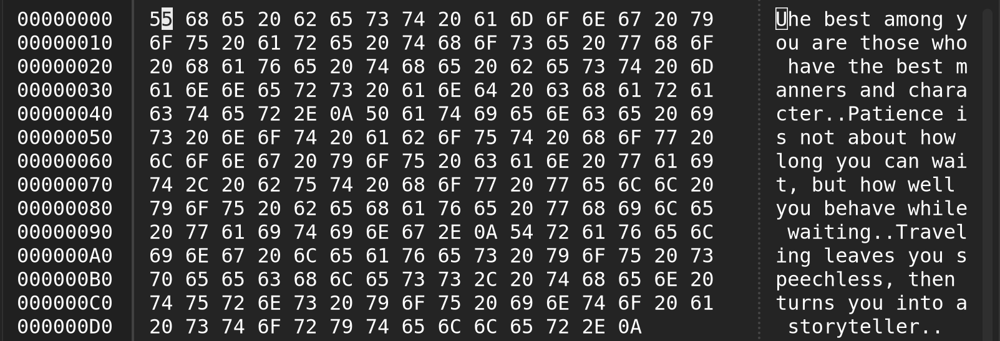 00000000 55 68 65 20 62 65 73 74 20 61 6D 6F 6E 67 20 79 Uhe best among y
00000010 6F 75 20 61 72 65 20 74 68 6F 73 65 20 77 68 6F ou are those who
00000020 20 68 61 76 65 20 74 68 65 20 62 65 73 74 20 6D  have the best m
00000030 61 6E 6E 65 72 73 20 61 6E 64 20 63 68 61 72 61 anners and chara
00000040 63 74 65 72 2E 0A 50 61 74 69 65 6E 63 65 20 69 cter..Patience i
00000050 73 20 6E 6F 74 20 61 62 6F 75 74 20 68 6F 77 20 s not about how
00000060 6C 6F 6E 67 20 79 6F 75 20 63 61 6E 20 77 61 69 long you can wai
00000070 74 2C 20 62 75 74 20 68 6F 77 20 77 65 6C 6C 20 t, but how well
00000080 79 6F 75 20 62 65 68 61 76 65 20 77 68 69 6C 65 you behave while
00000090 20 77 61 69 74 69 6E 67 2E 0A 54 72 61 76 65 6C  waiting..Travel
000000A0 69 6E 67 20 6C 65 61 76 65 73 20 79 6F 75 20 73 ing leaves you s
000000B0 70 65 65 63 68 6C 65 73 73 2C 20 74 68 65 6E 20 peechless, then
000000C0 74 75 72 6E 73 20 79 6F 75 20 69 6E 74 6F 20 61 turns you into a
000000D0 20 73 74 6F 72 79 74 65 6C 6C 65 72 2E 0A  storyteller..